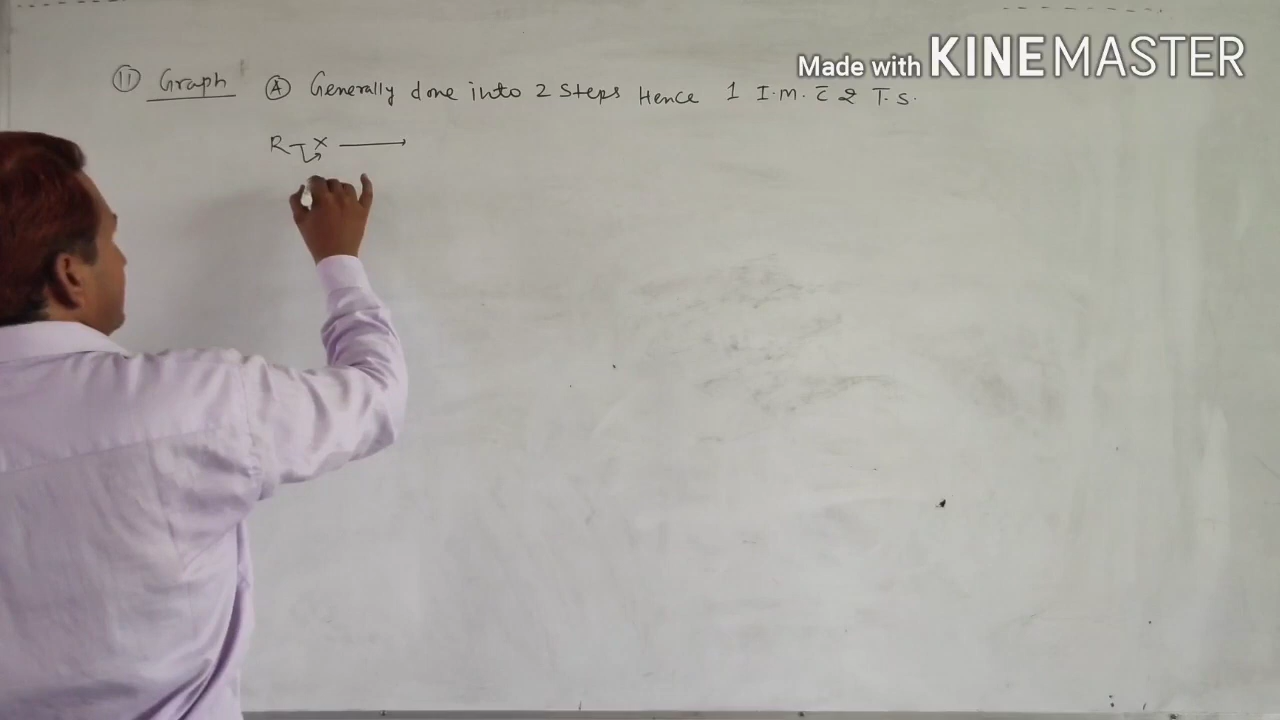 Made with KINEMASTER
⑪ Graph Ⓐ Generally done into 2 Steps Hence 1 I.M. c̄ 2 T.S.
R–X ⟶